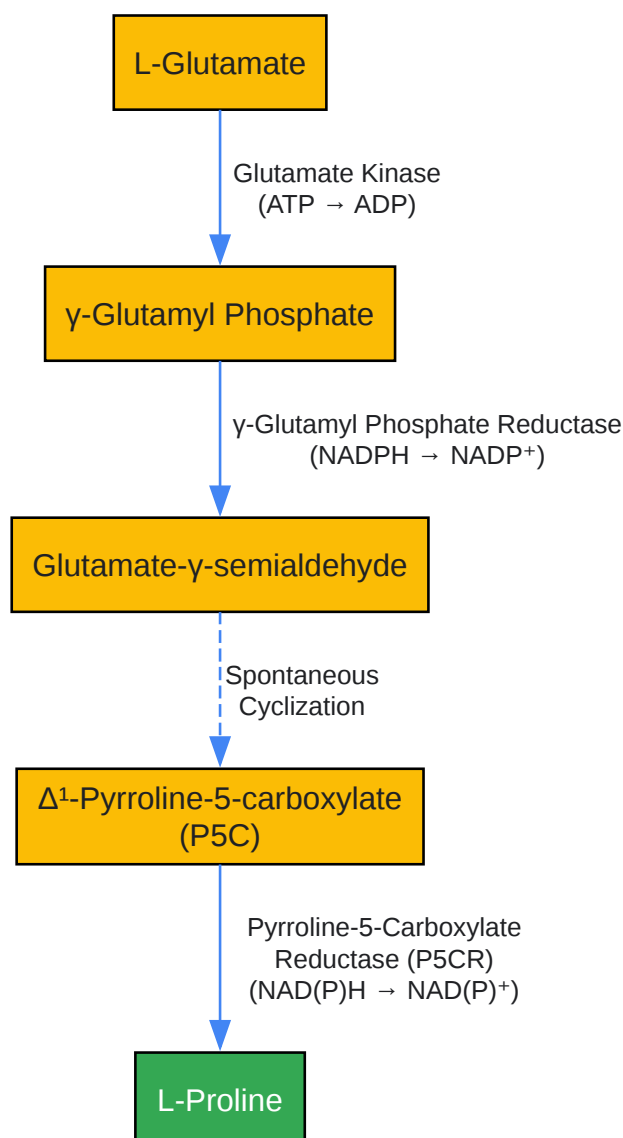 L-Glutamate
Glutamate Kinase
(ATP → ADP)
γ-Glutamyl Phosphate
γ-Glutamyl Phosphate Reductase
(NADPH → NADP⁺)
Glutamate-γ-semialdehyde
Spontaneous
Cyclization
Δ¹-Pyrroline-5-carboxylate
(P5C)
Pyrroline-5-Carboxylate
Reductase (P5CR)
(NAD(P)H → NAD(P)⁺)
L-Proline